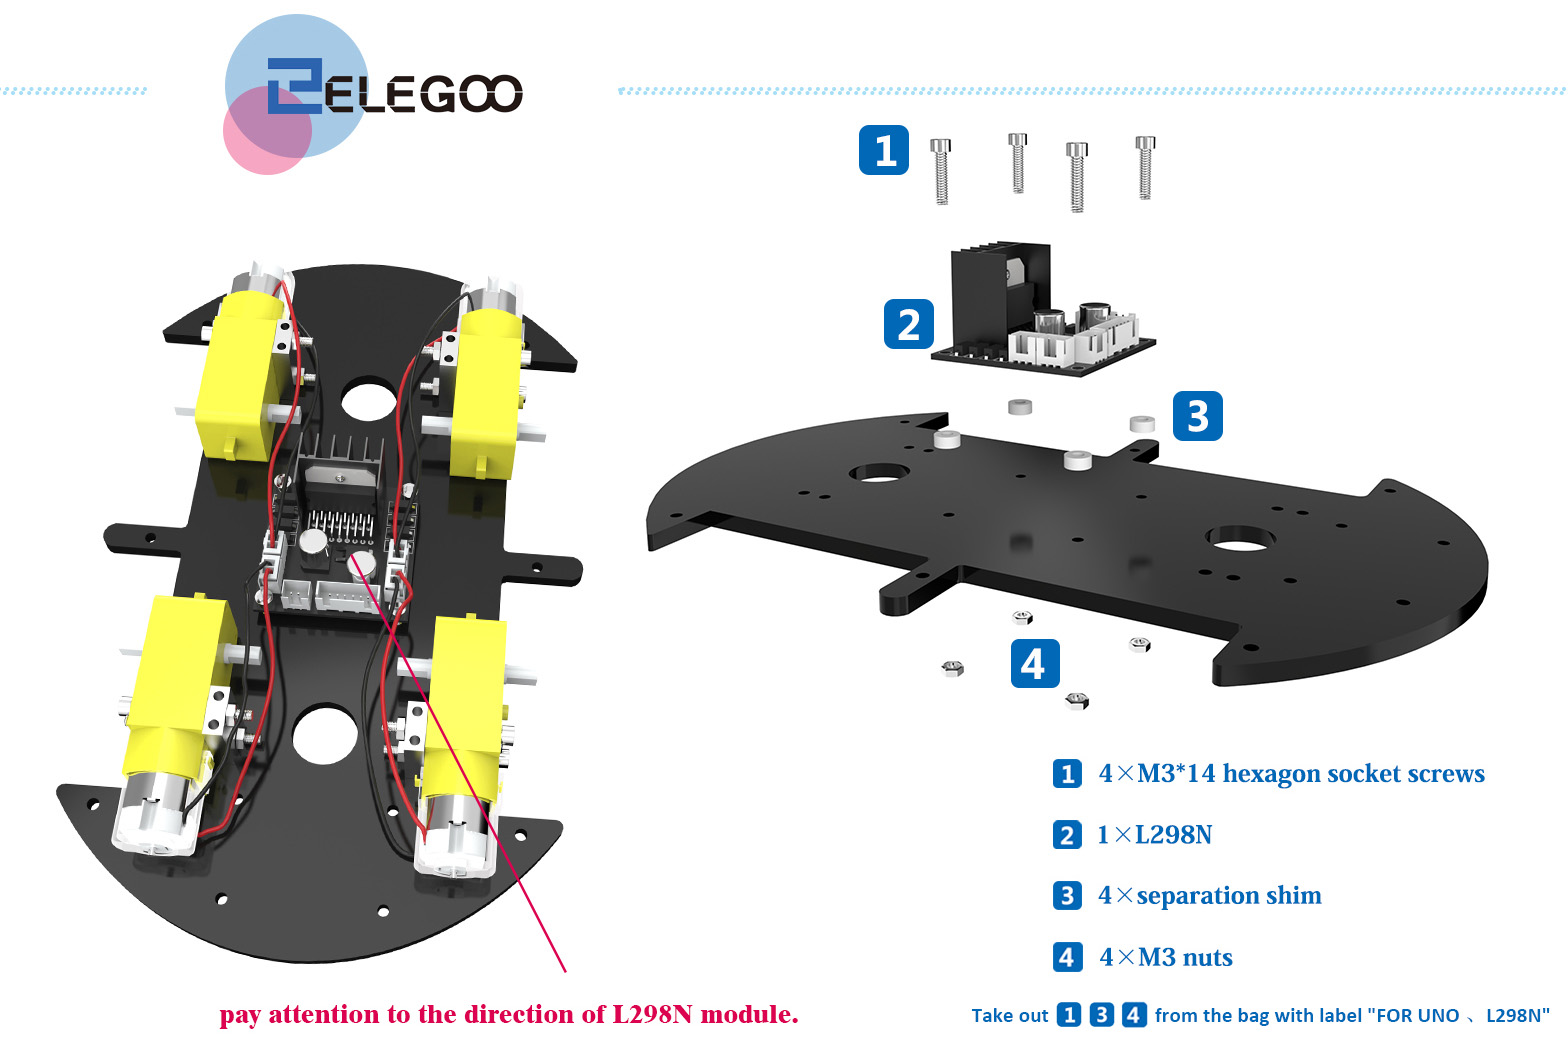 ELEGOO
1
2
3
4
1 4×M3*14 hexagon socket screws
2 1×L298N
3 4×separation shim
4 4×M3 nuts
pay attention to the direction of L298N module.
Take out 1 3 4 from the bag with label "FOR UNO 、L298N"